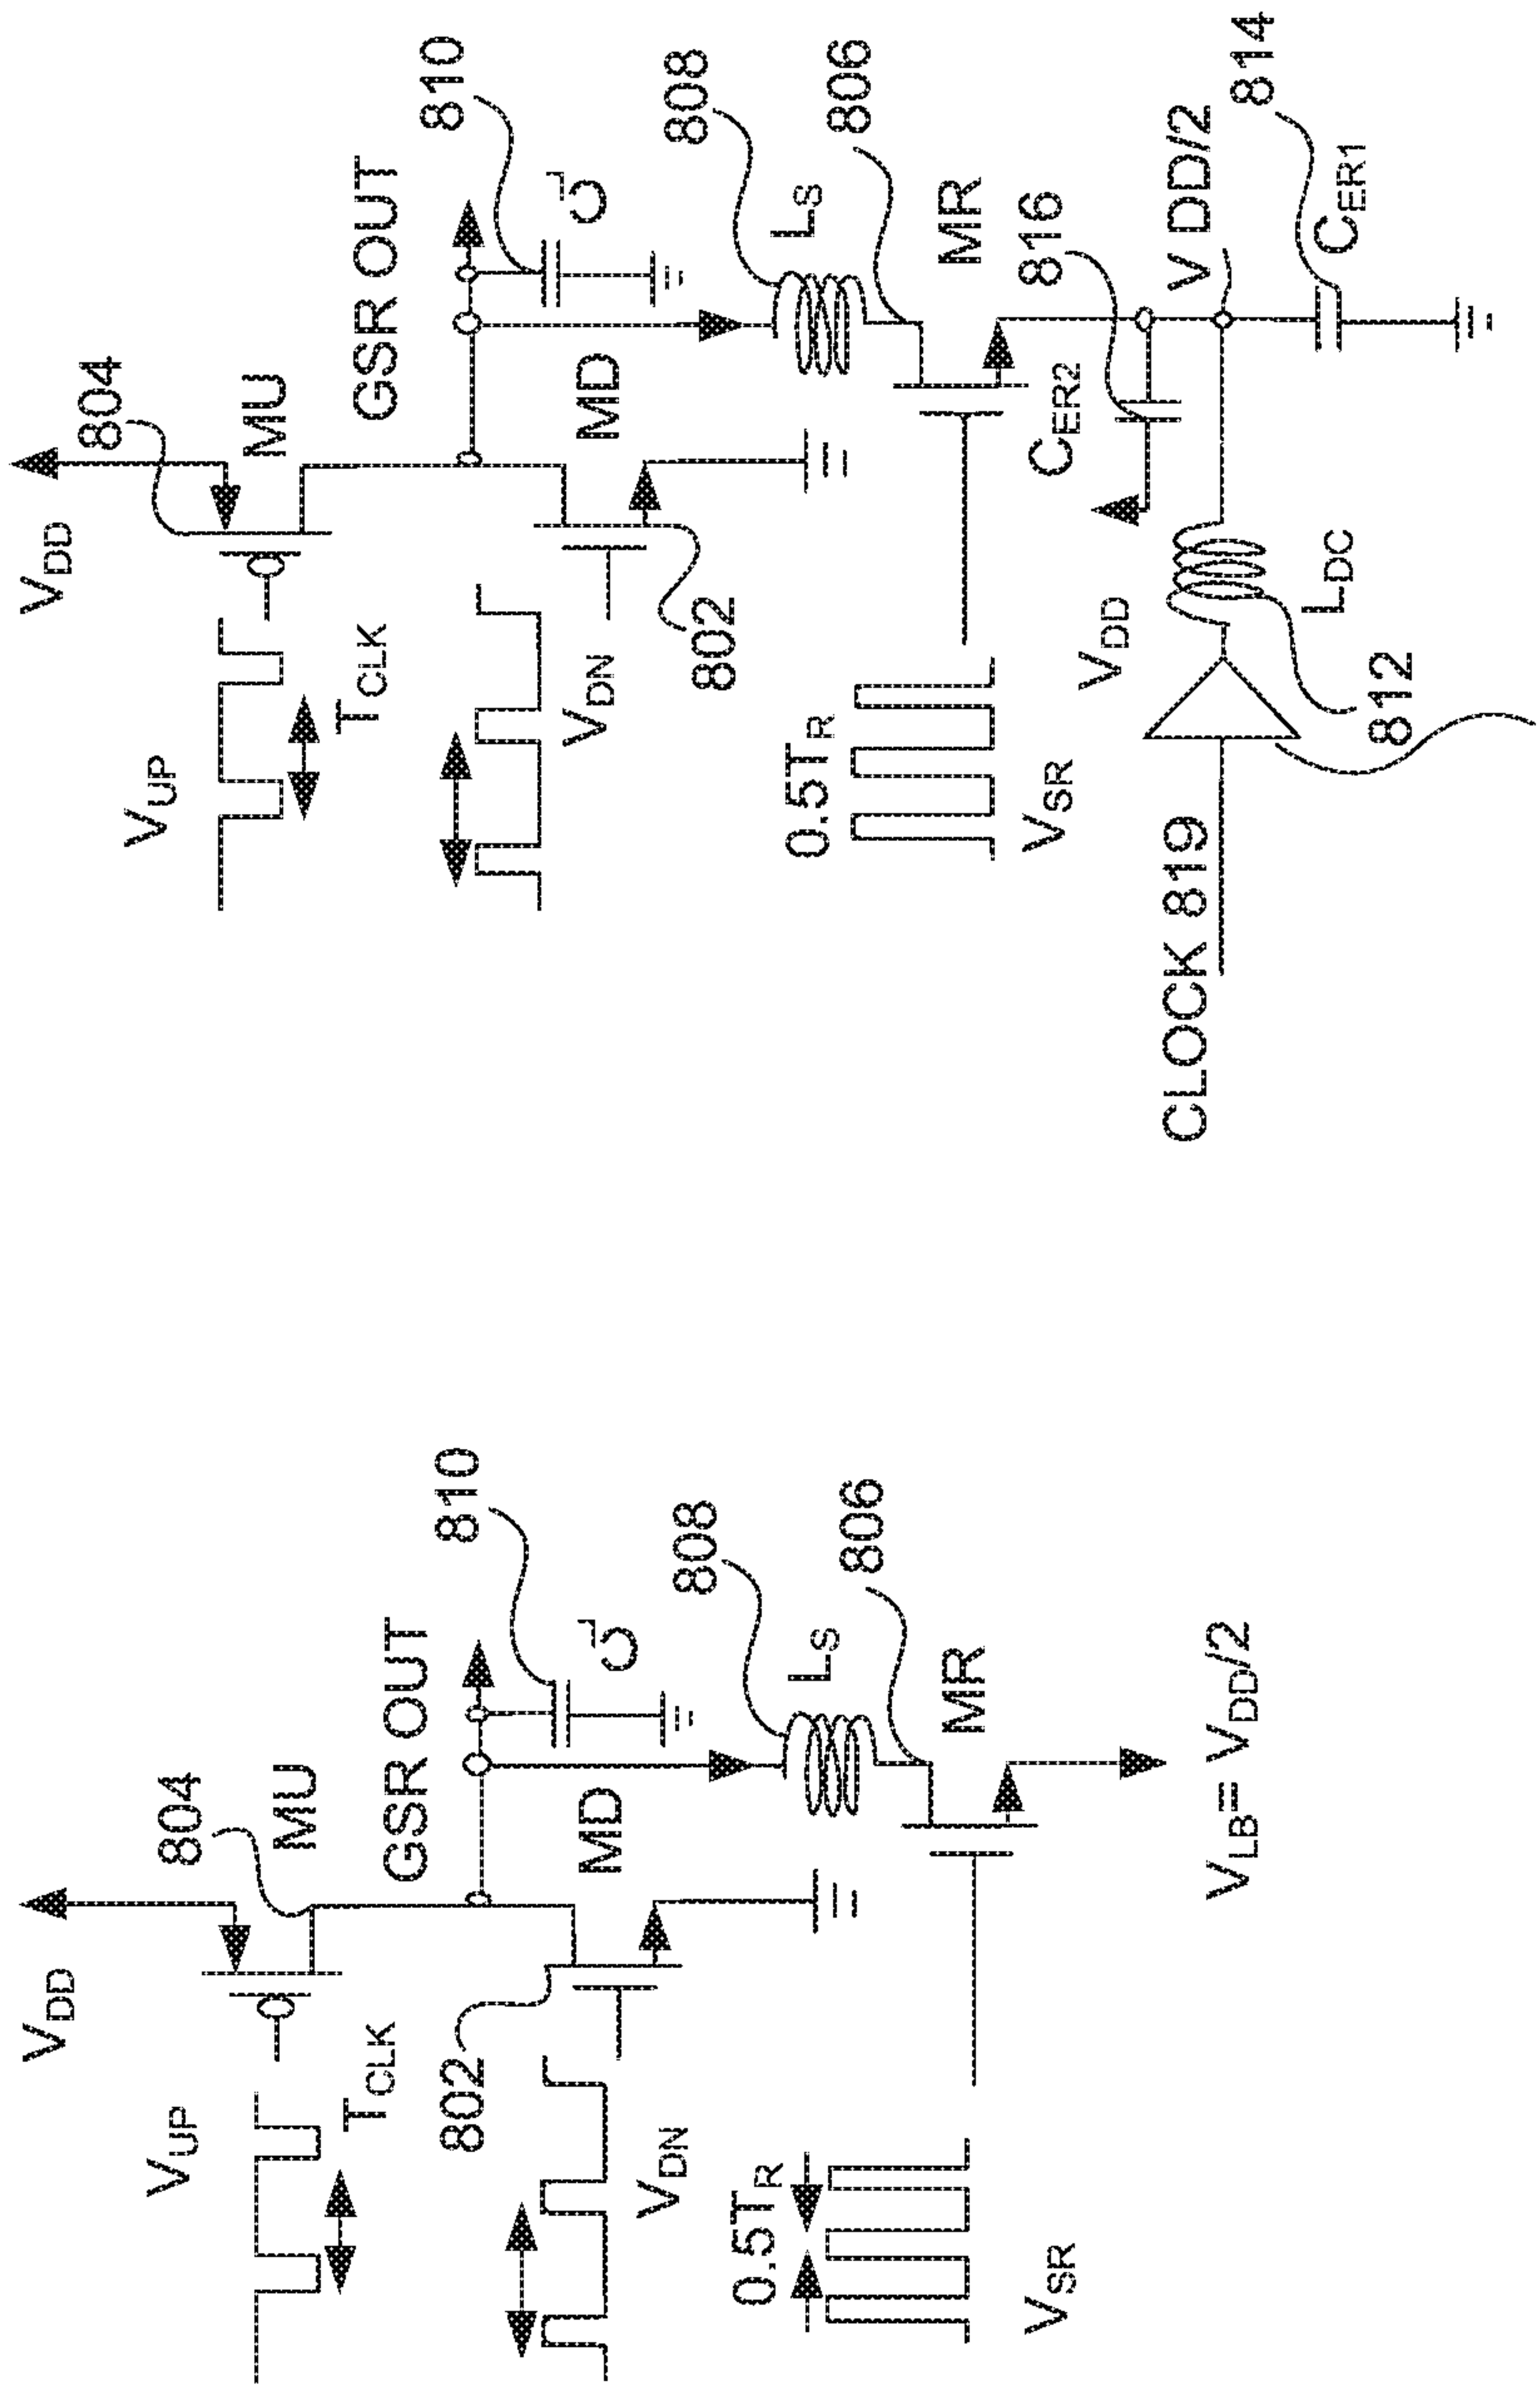 V_DD
V_UP
804
MU
T_CLK
GSR OUT
810
802
MD
C_L
V_DN
808
L_S
0.5T_R
806
MR
V_SR
V_LB = V_DD/2
V_DD
804
V_UP
MU
T_CLK
GSR OUT
810
V_DN
MD
C_L
802
808
L_S
0.5T_R
806
MR
V_SR
C_ER2
816
V_DD
V DD/2
CLOCK 819
814
L_DC
C_ER1
812